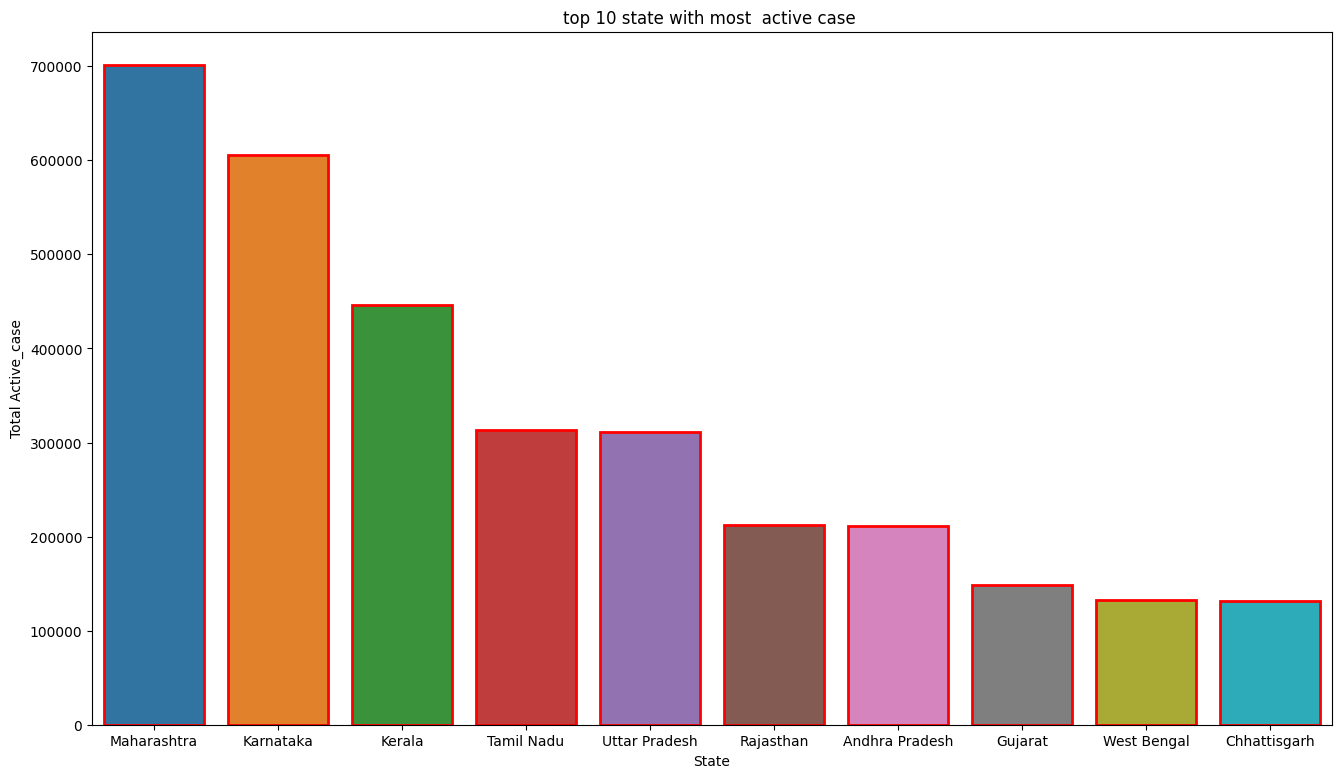 top 10 state with most  active case
700000
600000
500000
400000
300000
200000
100000
0
Total Active_case
Maharashtra Karnataka Kerala Tamil Nadu Uttar Pradesh Rajasthan Andhra Pradesh Gujarat West Bengal Chhattisgarh
State